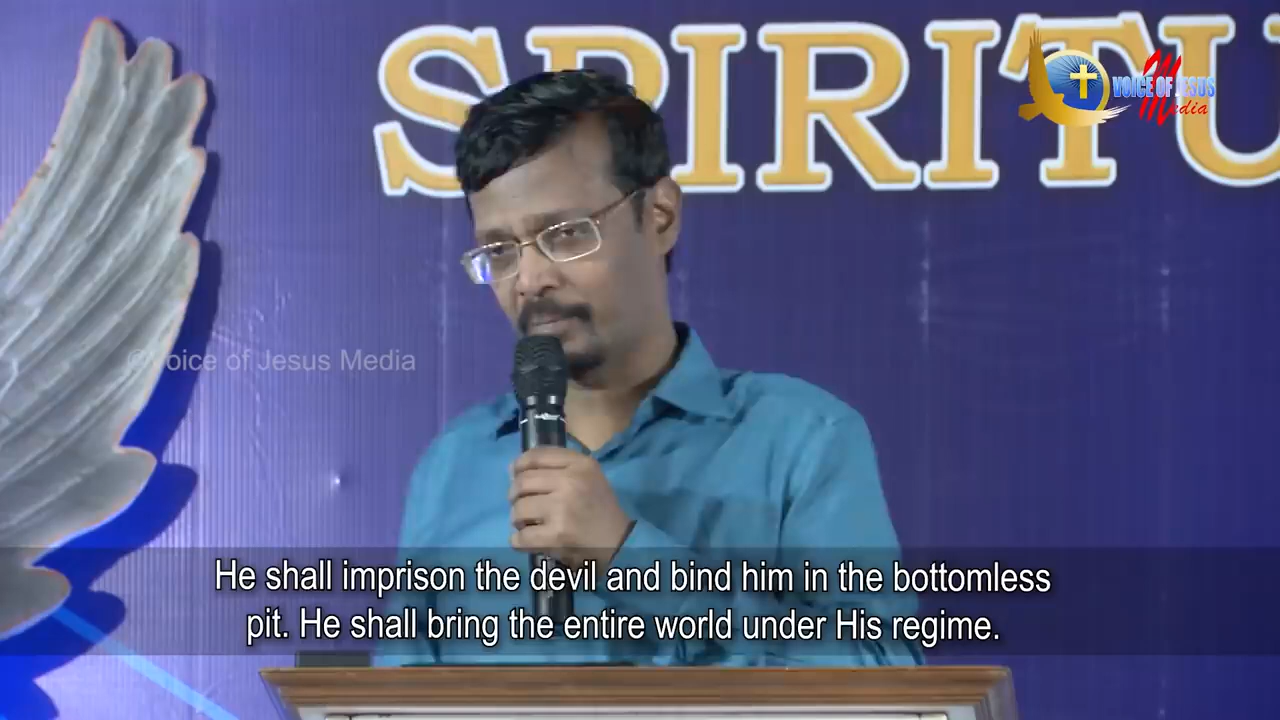 SPIRITU
VOICE OF JESUS
Media
©Voice of Jesus Media
He shall imprison the devil and bind him in the bottomless
pit. He shall bring the entire world under His regime.